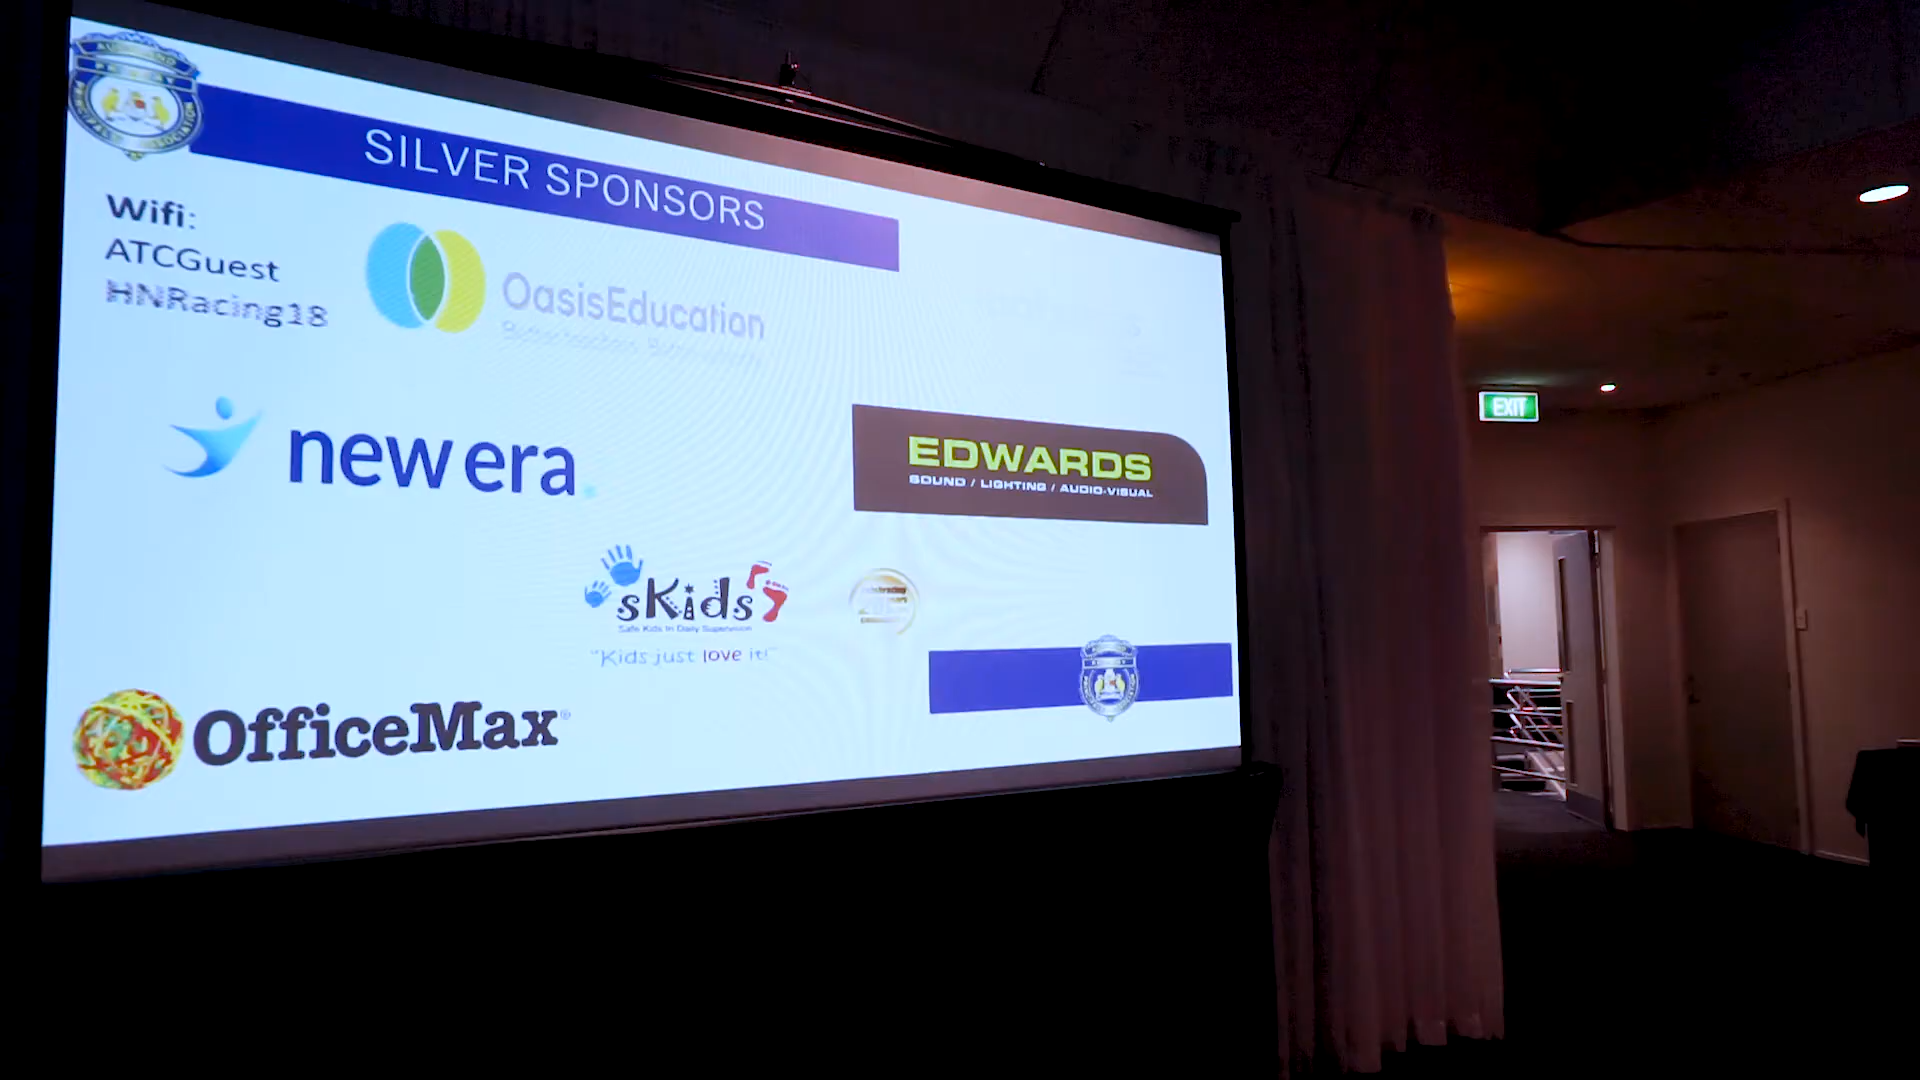 SILVER SPONSORS
Wifi:
ATCGuest
HNRacing18
OasisEducation
new era
EDWARDS
SOUND / LIGHTING / AUDIO-VISUAL
sKids
Safe Kids In Daily Supervision
"Kids just love it!"
OfficeMax®
EXIT